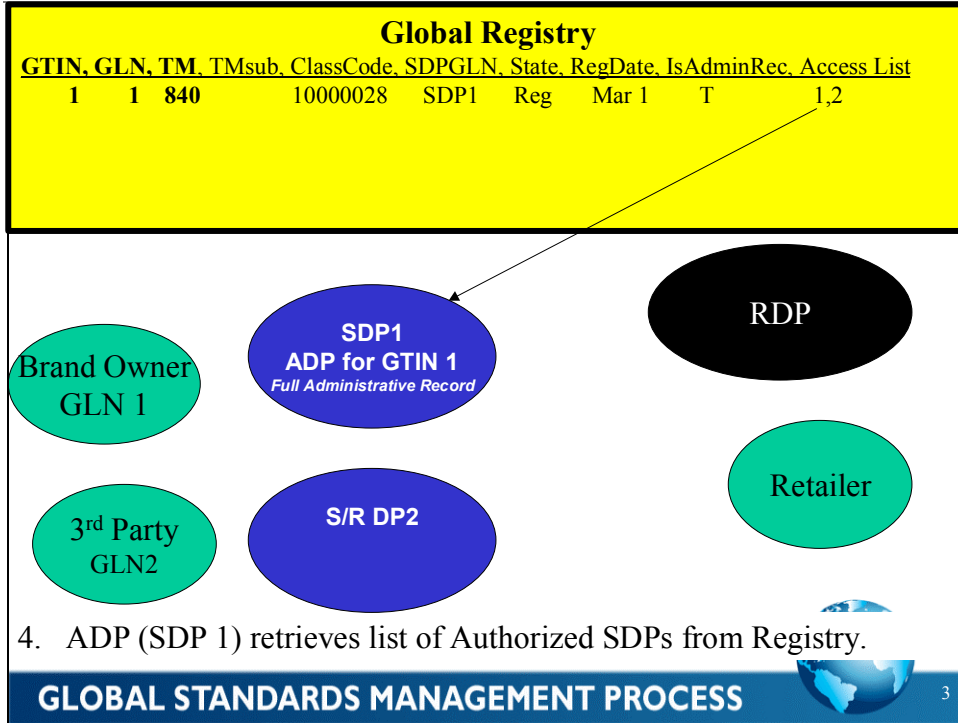 Global Registry
GTIN, GLN, TM, TMsub, ClassCode, SDPGLN, State, RegDate, IsAdminRec, Access List
1 1 840 10000028 SDP1 Reg Mar 1 T 1,2
SDP1
ADP for GTIN 1
Full Administrative Record
RDP
Brand Owner
GLN 1
S/R DP2
Retailer
3rd Party
GLN2
4. ADP (SDP 1) retrieves list of Authorized SDPs from Registry.
GLOBAL STANDARDS MANAGEMENT PROCESS
3